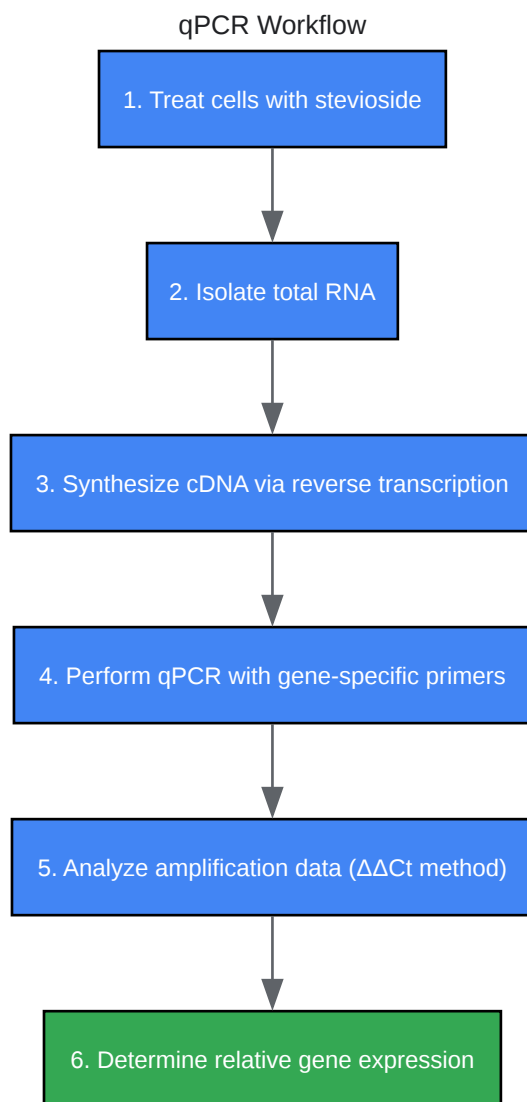 qPCR Workflow
1. Treat cells with stevioside
2. Isolate total RNA
3. Synthesize cDNA via reverse transcription
4. Perform qPCR with gene-specific primers
5. Analyze amplification data (ΔΔCt method)
6. Determine relative gene expression